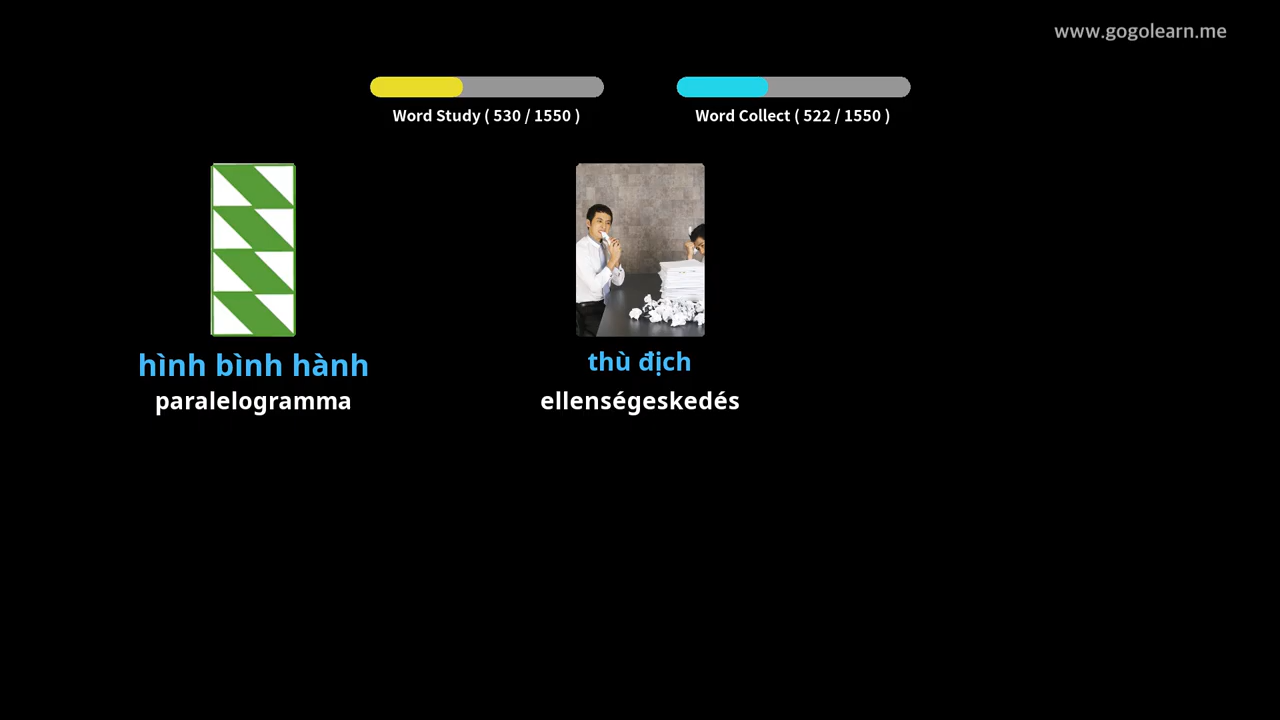 www.gogolearn.me
Word Study ( 530 / 1550 )
Word Collect ( 522 / 1550 )
hình bình hành
paralelogramma
thù địch
ellenségeskedés